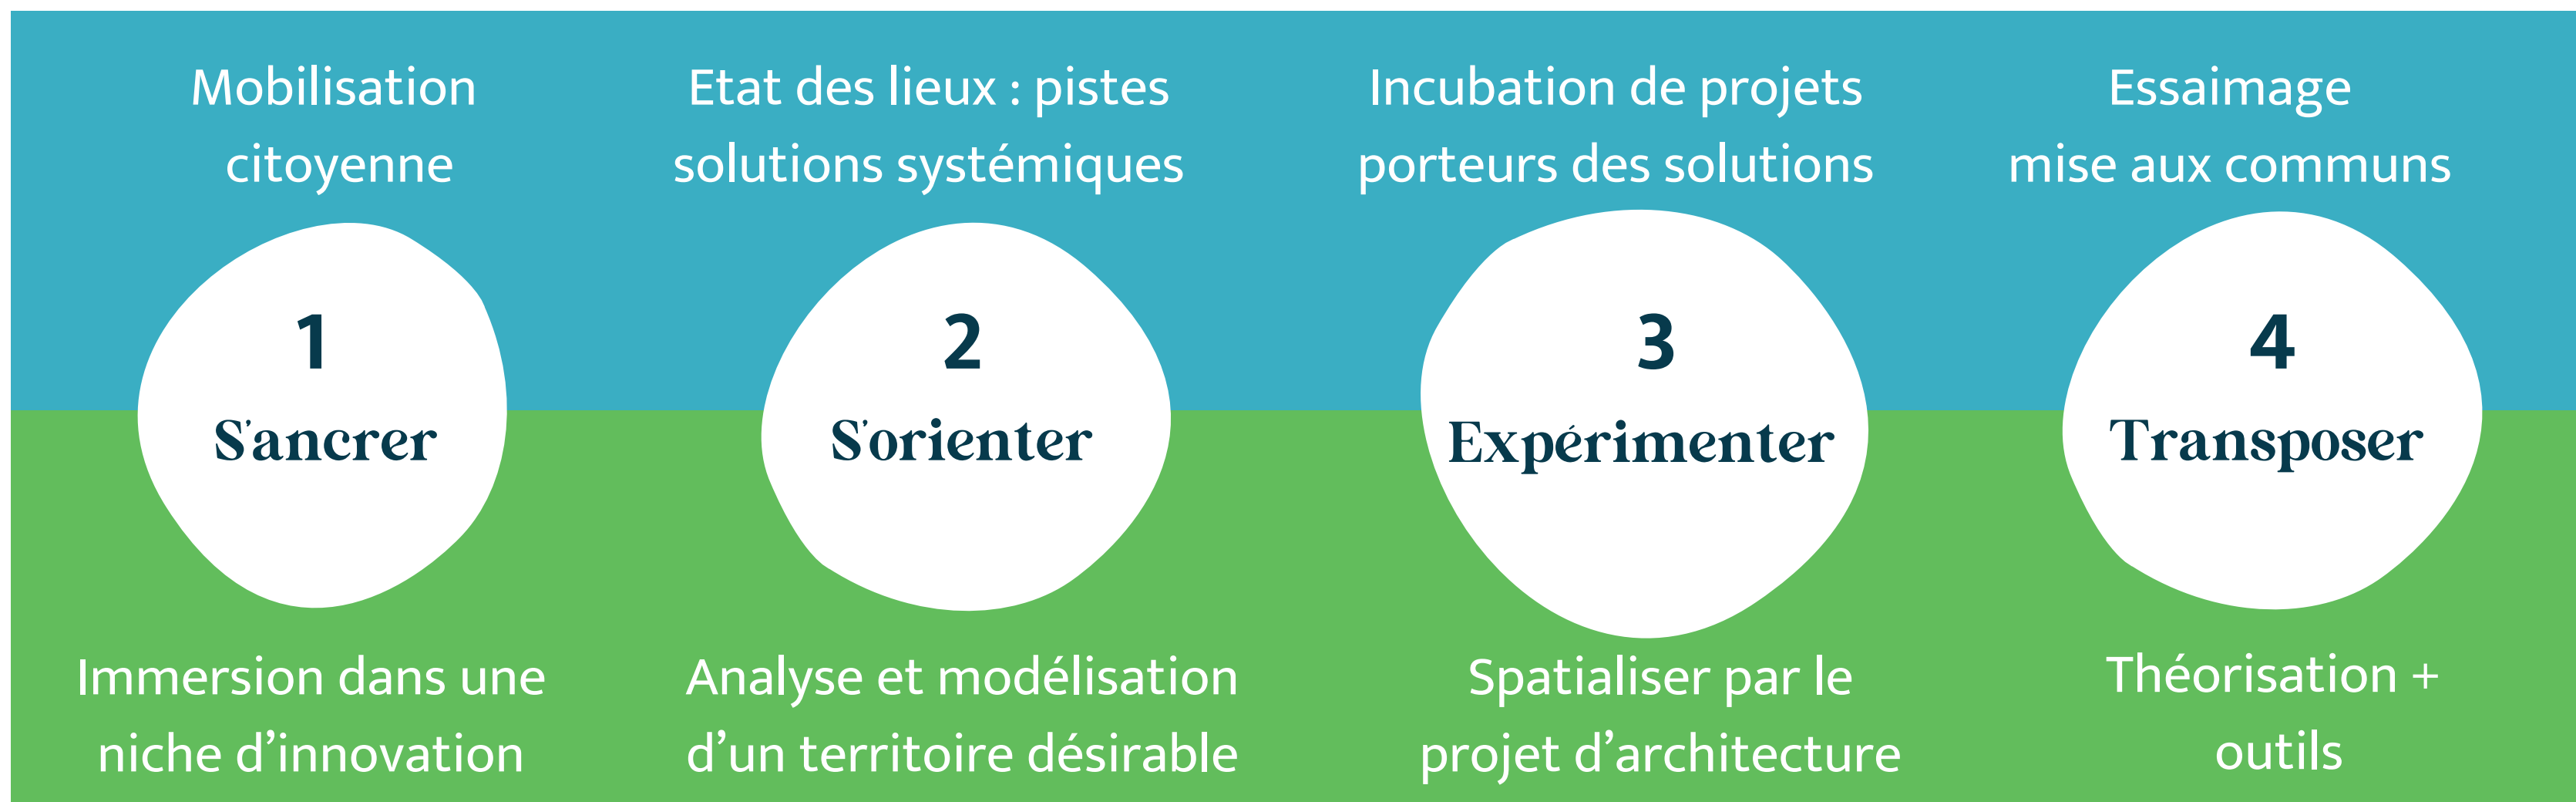 Mobilisation
citoyenne
1
S'ancrer
Immersion dans une
niche d’innovation
Etat des lieux : pistes
solutions systémiques
2
S'orienter
Analyse et modélisation
d’un territoire désirable
Incubation de projets
porteurs des solutions
3
Expérimenter
Spatialiser par le
projet d’architecture
Essaimage
mise aux communs
4
Transposer
Théorisation +
outils